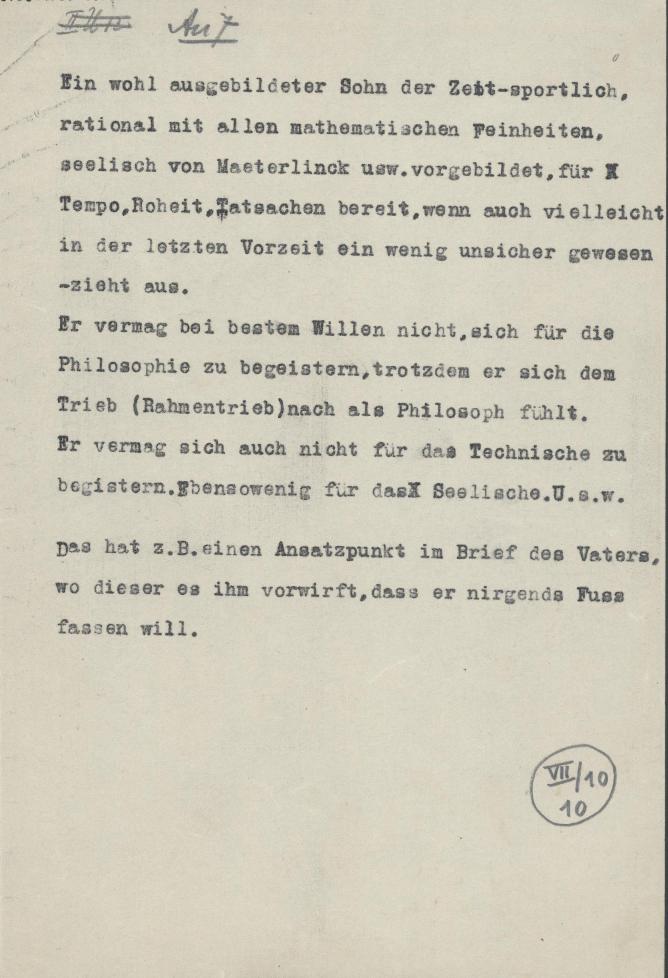 An 7
Ein wohl ausgebildeter Sohn der Zeit-sportlich,
rational mit allen mathematischen Feinheiten,
seelisch von Maeterlinck usw.vorgebildet,für X
Tempo,Roheit,Tatsachen bereit,wenn auch vielleicht
in der letzten Vorzeit ein wenig unsicher gewesen
-zieht aus.
Er vermag bei bestem Willen nicht,sich für die
Philosophie zu begeistern,trotzdem er sich dem
Trieb (Rahmentrieb)nach als Philosoph fühlt.
Er vermag sich auch nicht für das Technische zu
begistern.Ebensowenig für dasX Seelische.U.s.w.
Das hat z.B.einen Ansatzpunkt im Brief des Vaters,
wo dieser es ihm vorwirft,dass er nirgends Fuss
fassen will.
VII/10
10